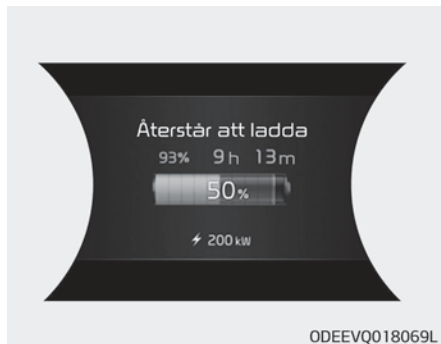 Återstår att ladda
93% 9h 13m
50%
200 kW
ODEEVQ018069L